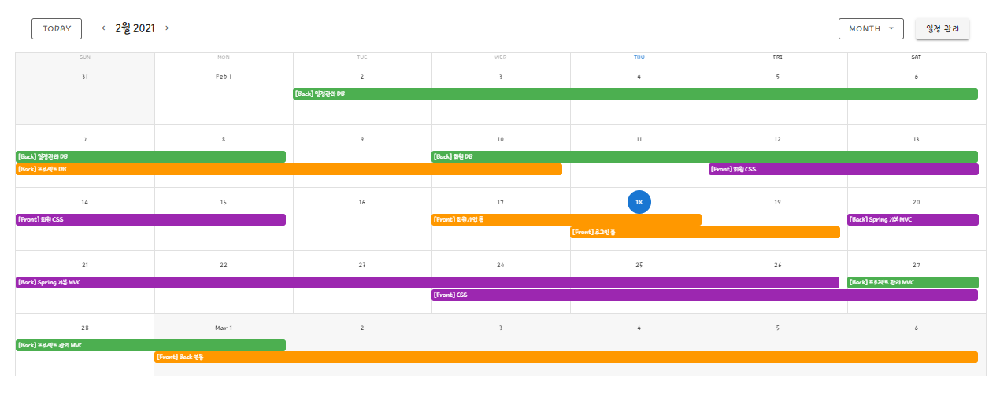 TODAY ‹ 2월 2021 › MONTH 일정 관리
SUN MON TUE WED THU FRI SAT
31 Feb 1 2 3 4 5 6
[Back] 일정관리 DB
7 8 9 10 11 12 13
[Back] 일정관리 DB [Back] 회원 DB
[Back] 프로젝트 DB [Front] 회원 CSS
14 15 16 17 18 19 20
[Front] 회원 CSS [Front] 회원가입 폼 [Back] Spring 기본 MVC
[Front] 로그인 폼
21 22 23 24 25 26 27
[Back] Spring 기본 MVC [Back] 프로젝트 관리 MVC
[Front] CSS
28 Mar 1 2 3 4 5 6
[Back] 프로젝트 관리 MVC
[Front] Back 연동